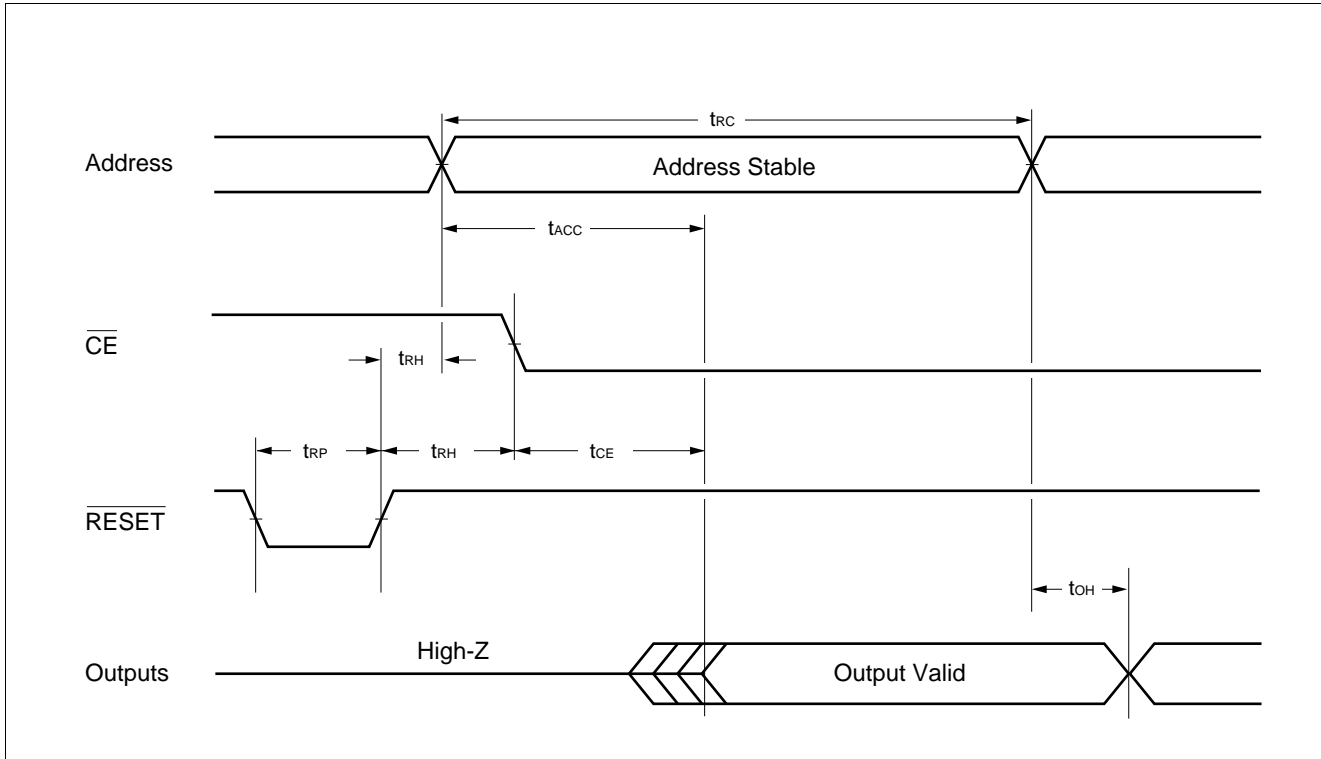 tRC
Address
Address Stable
tACC
CE
tRH
tRP
tRH
tCE
RESET
tOH
High-Z
Outputs
Output Valid